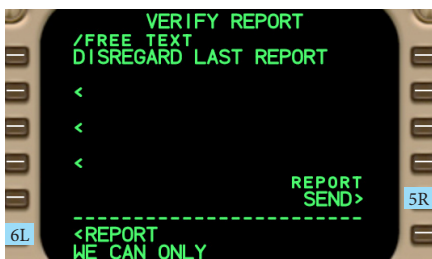 VERIFY REPORT
/FREE TEXT
DISREGARD LAST REPORT
<
<
<
REPORT
SEND>
5R
------------------------
6L
<REPORT
WE CAN ONLY